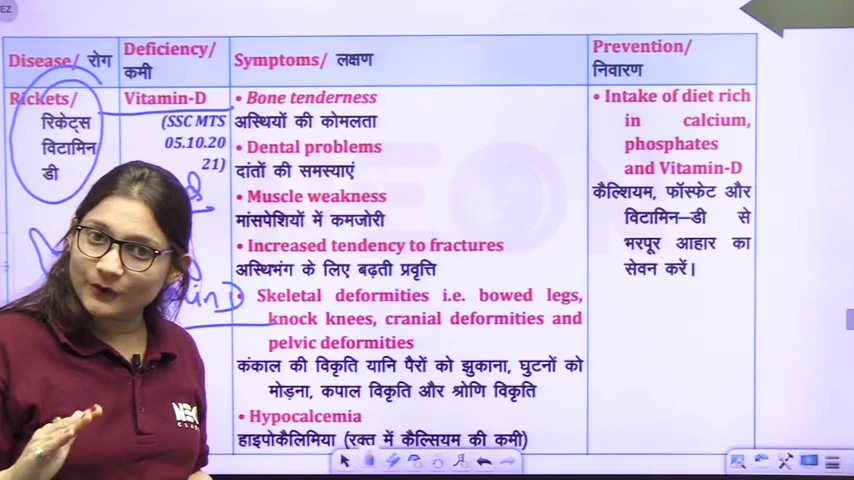 EZ
Disease/ रोग
Deficiency/
कमी
Symptoms/ लक्षण
Prevention/
निवारण
Rickets/
रिकेट्स
विटामिन
डी
Vitamin-D
(SSC MTS
05.10.20
21)
• Bone tenderness
अस्थियों की कोमलता
• Dental problems
दांतों की समस्याएं
• Muscle weakness
मांसपेशियों में कमजोरी
• Increased tendency to fractures
अस्थिभंग के लिए बढ़ती प्रवृत्ति
• Skeletal deformities i.e. bowed legs,
knock knees, cranial deformities and
pelvic deformities
कंकाल की विकृति यानि पैरों को झुकाना, घुटनों को
मोड़ना, कपाल विकृति और श्रोणि विकृति
• Hypocalcemia
हाइपोकैलिमिया (रक्त में कैल्सियम की कमी)
• Intake of diet rich
in calcium,
phosphates
and Vitamin-D
कैल्शियम, फॉस्फेट और
विटामिन–डी से
भरपूर आहार का
सेवन करें।